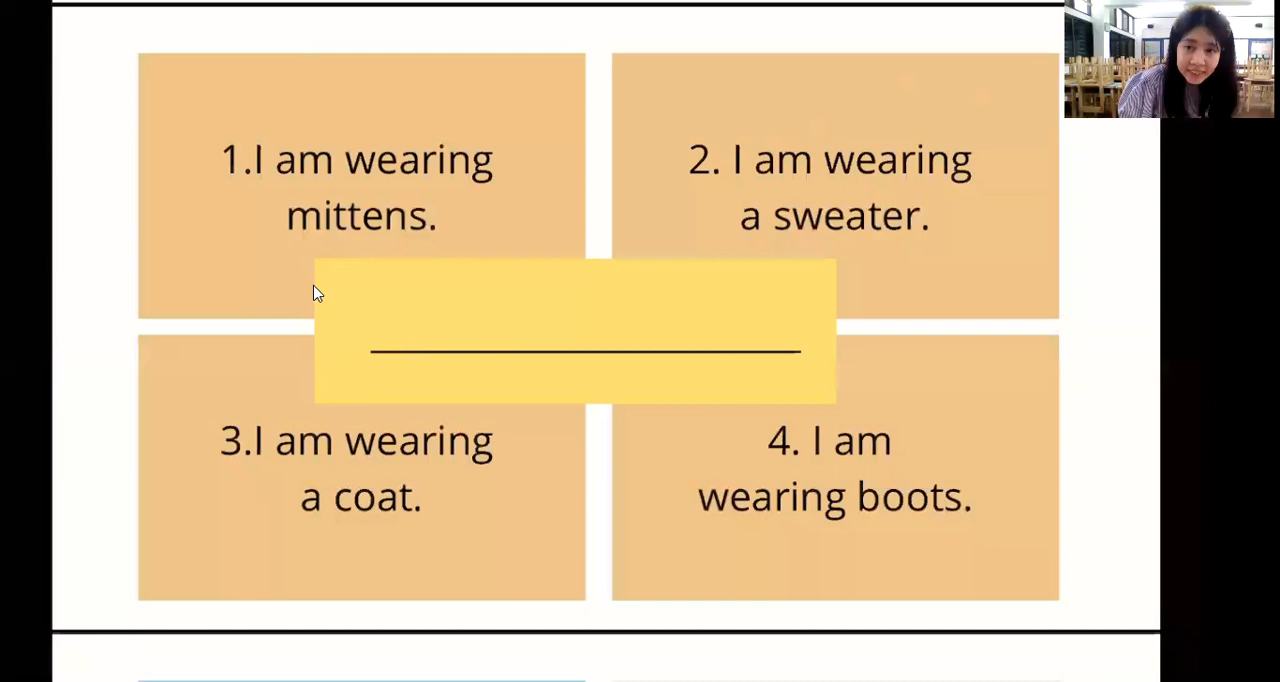 1.I am wearing
mittens.
2. I am wearing
a sweater.
3.I am wearing
a coat.
4. I am
wearing boots.